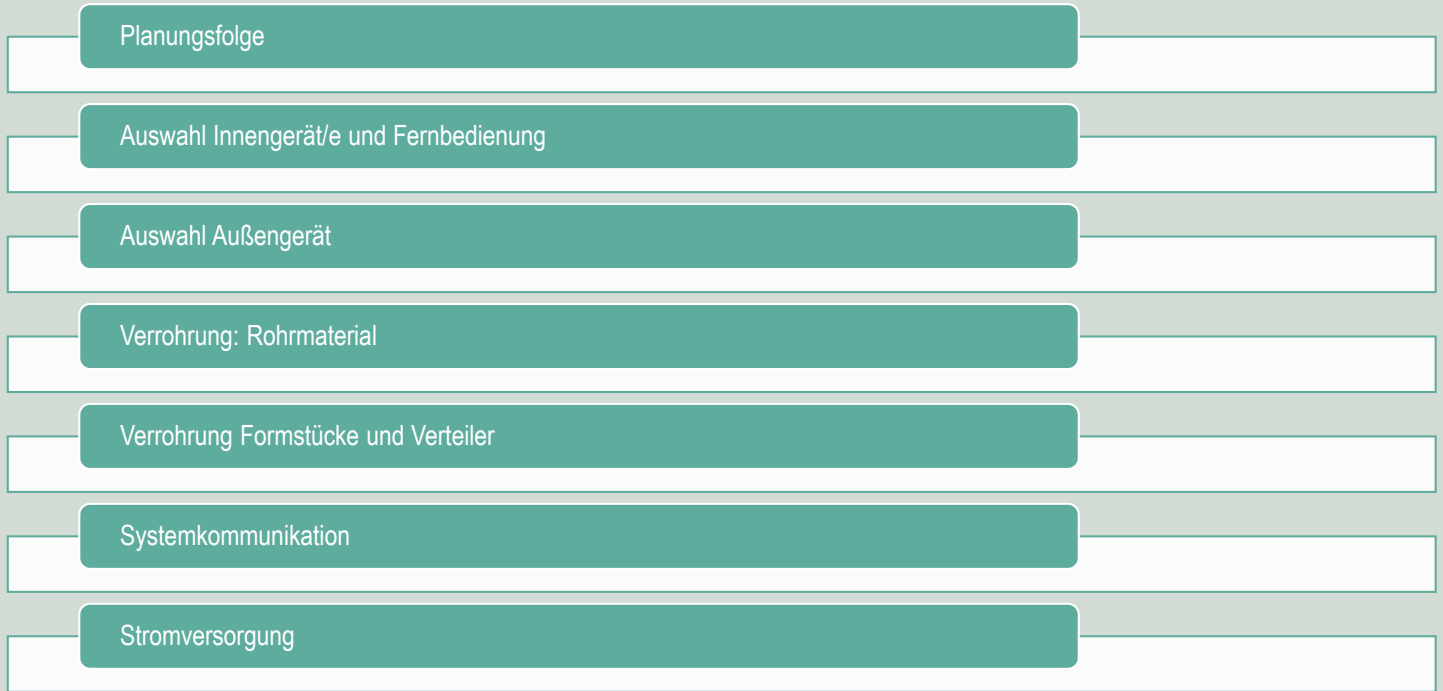 Planungsfolge
Auswahl Innengerät/e und Fernbedienung
Auswahl Außengerät
Verrohrung: Rohrmaterial
Verrohrung Formstücke und Verteiler
Systemkommunikation
Stromversorgung